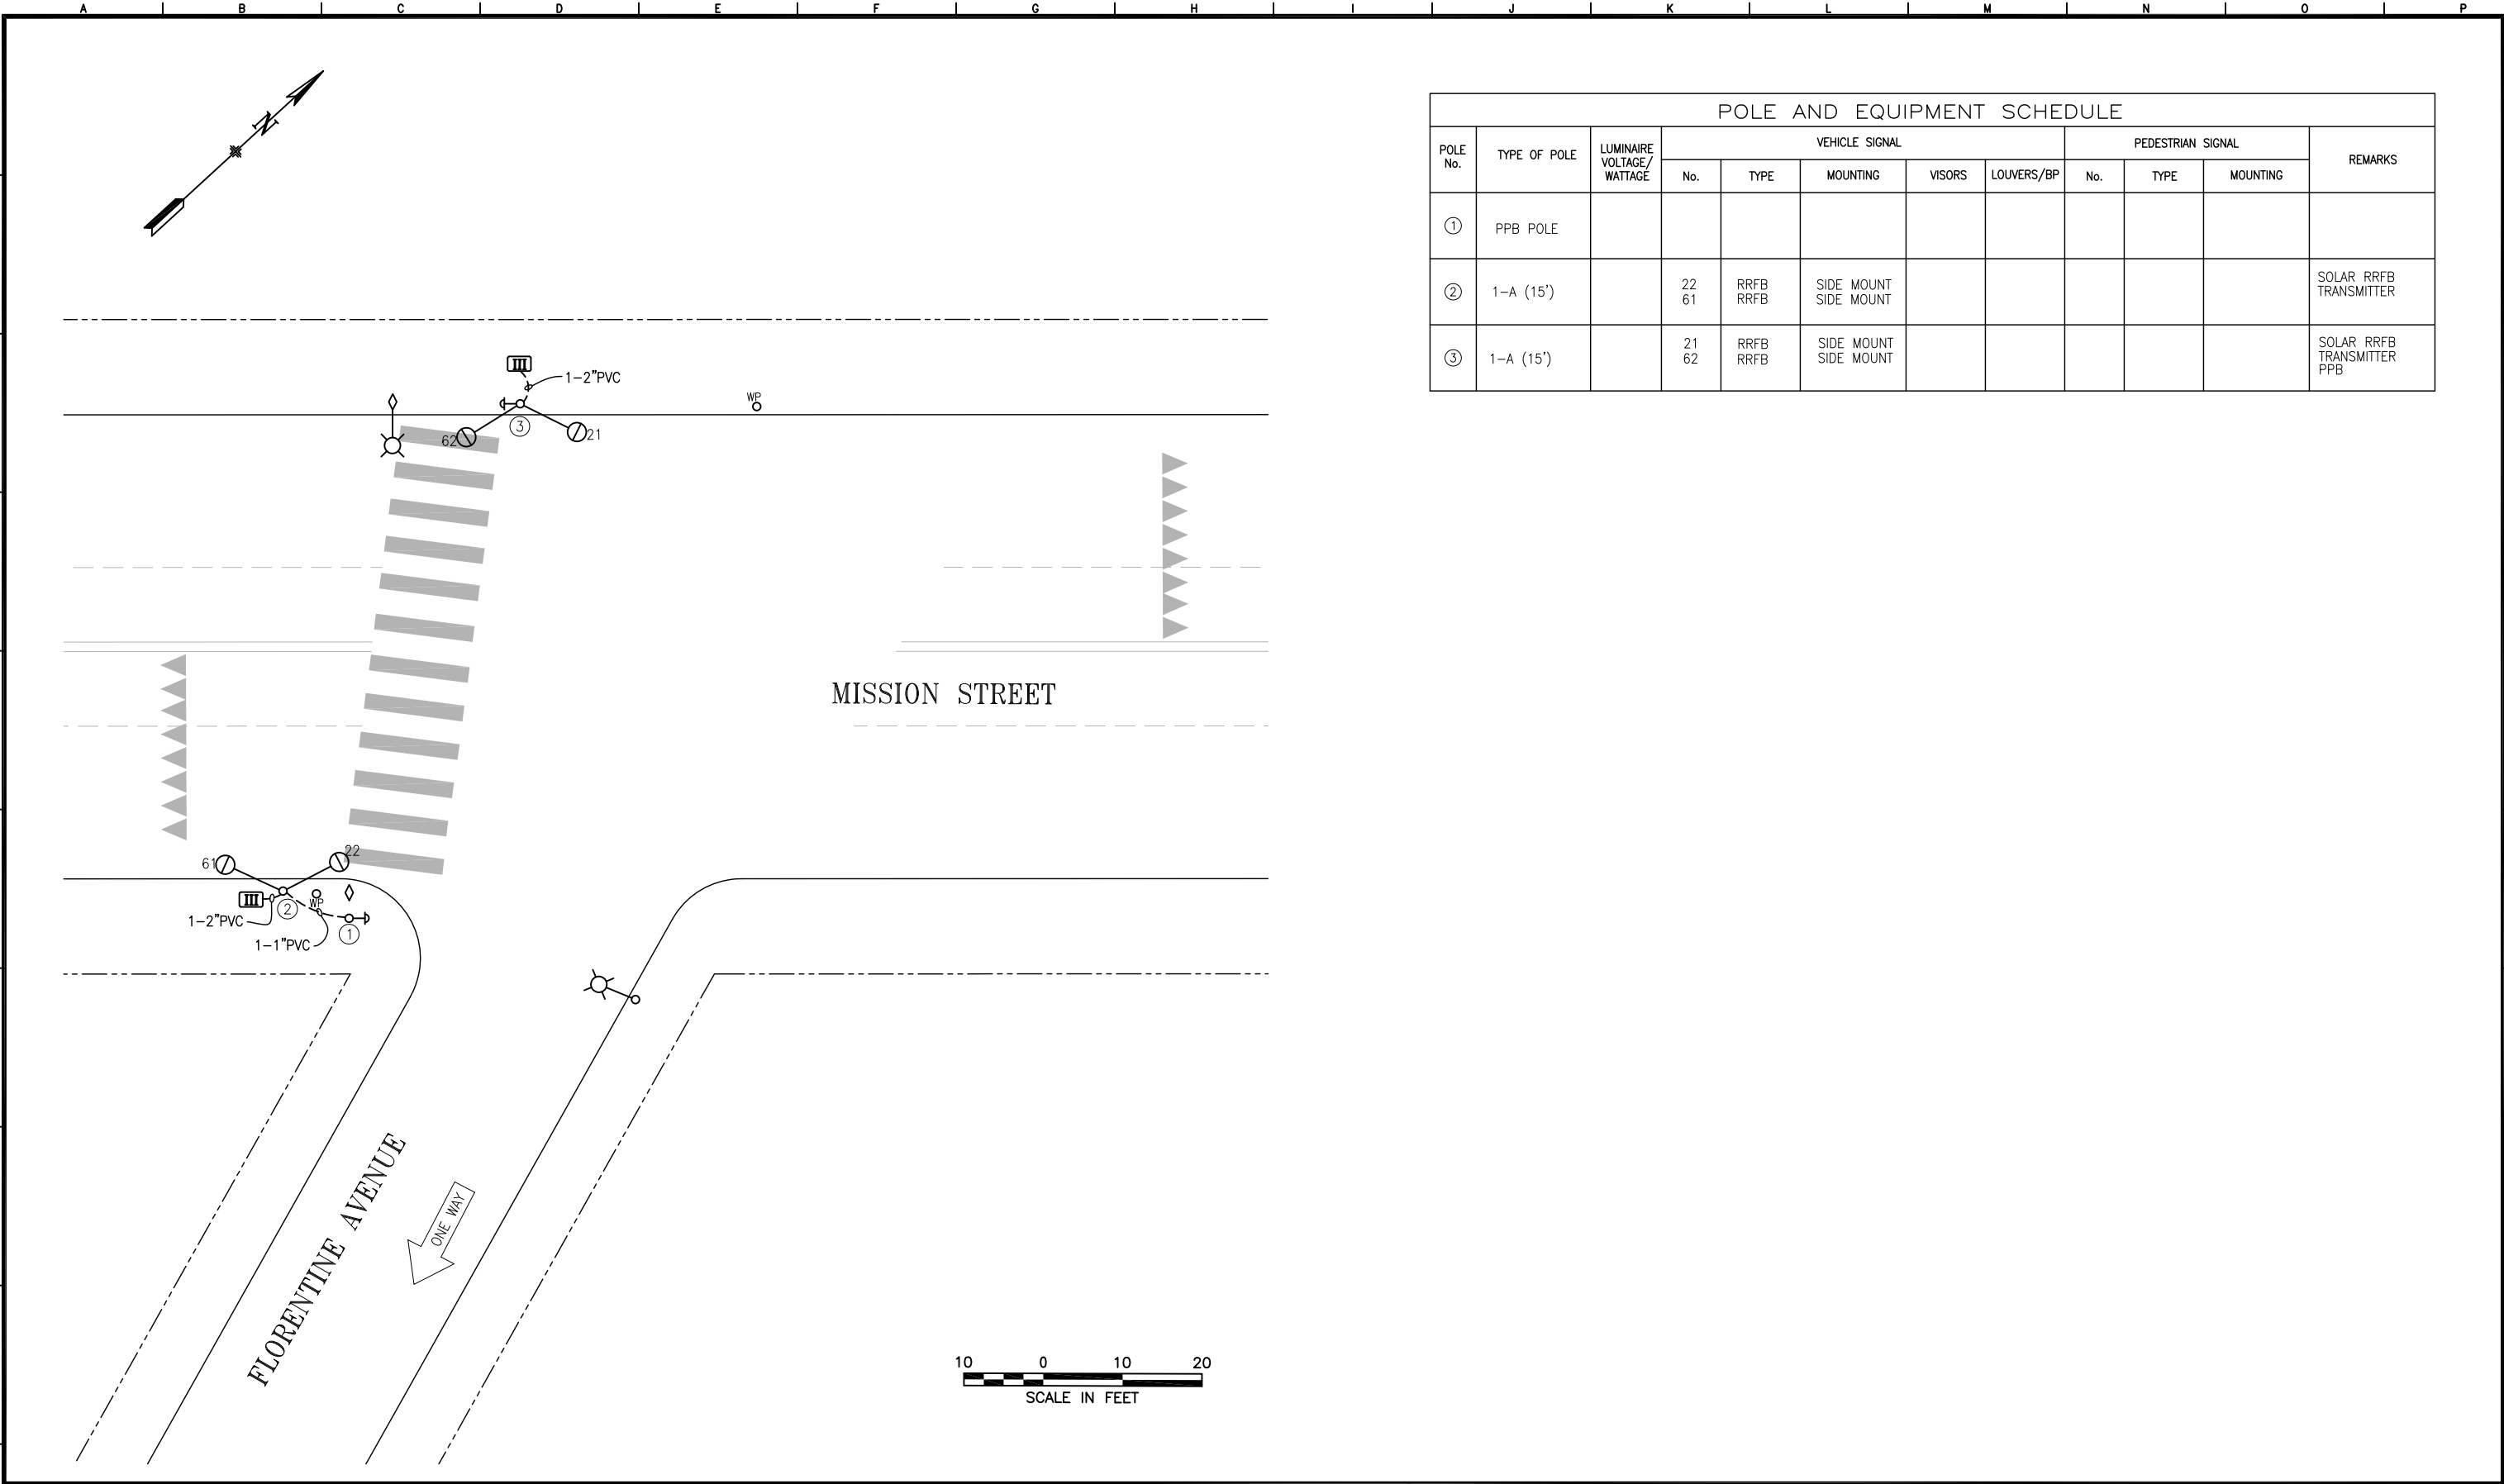 A B C D E F G H I J K L M N O P
N
POLE AND EQUIPMENT SCHEDULE
POLE No. TYPE OF POLE LUMINAIRE VOLTAGE/ WATTAGE VEHICLE SIGNAL PEDESTRIAN SIGNAL REMARKS
No. TYPE MOUNTING VISORS LOUVERS/BP No. TYPE MOUNTING
1 PPB POLE
2 1-A (15') 22 RRFB SIDE MOUNT SOLAR RRFB
61 RRFB SIDE MOUNT TRANSMITTER
3 1-A (15') 21 RRFB SIDE MOUNT SOLAR RRFB
62 RRFB SIDE MOUNT TRANSMITTER
PPB
III
1-2"PVC
WP
3
62
21
MISSION STREET
61
22
III
2
WP
1-2"PVC
1
1-1"PVC
FLORENTINE AVENUE
ONE WAY
10 0 10 20
SCALE IN FEET